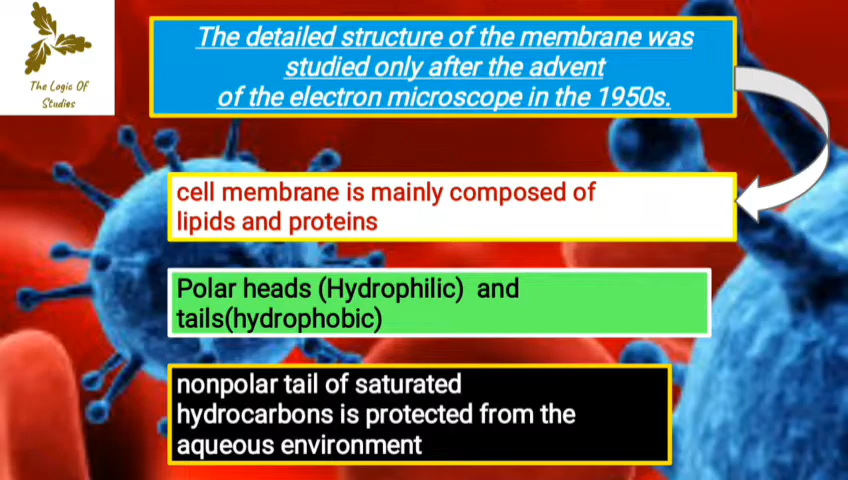 The Logic Of
Studies
The detailed structure of the membrane was
studied only after the advent
of the electron microscope in the 1950s.
cell membrane is mainly composed of
lipids and proteins
Polar heads (Hydrophilic)  and
tails(hydrophobic)
nonpolar tail of saturated
hydrocarbons is protected from the
aqueous environment